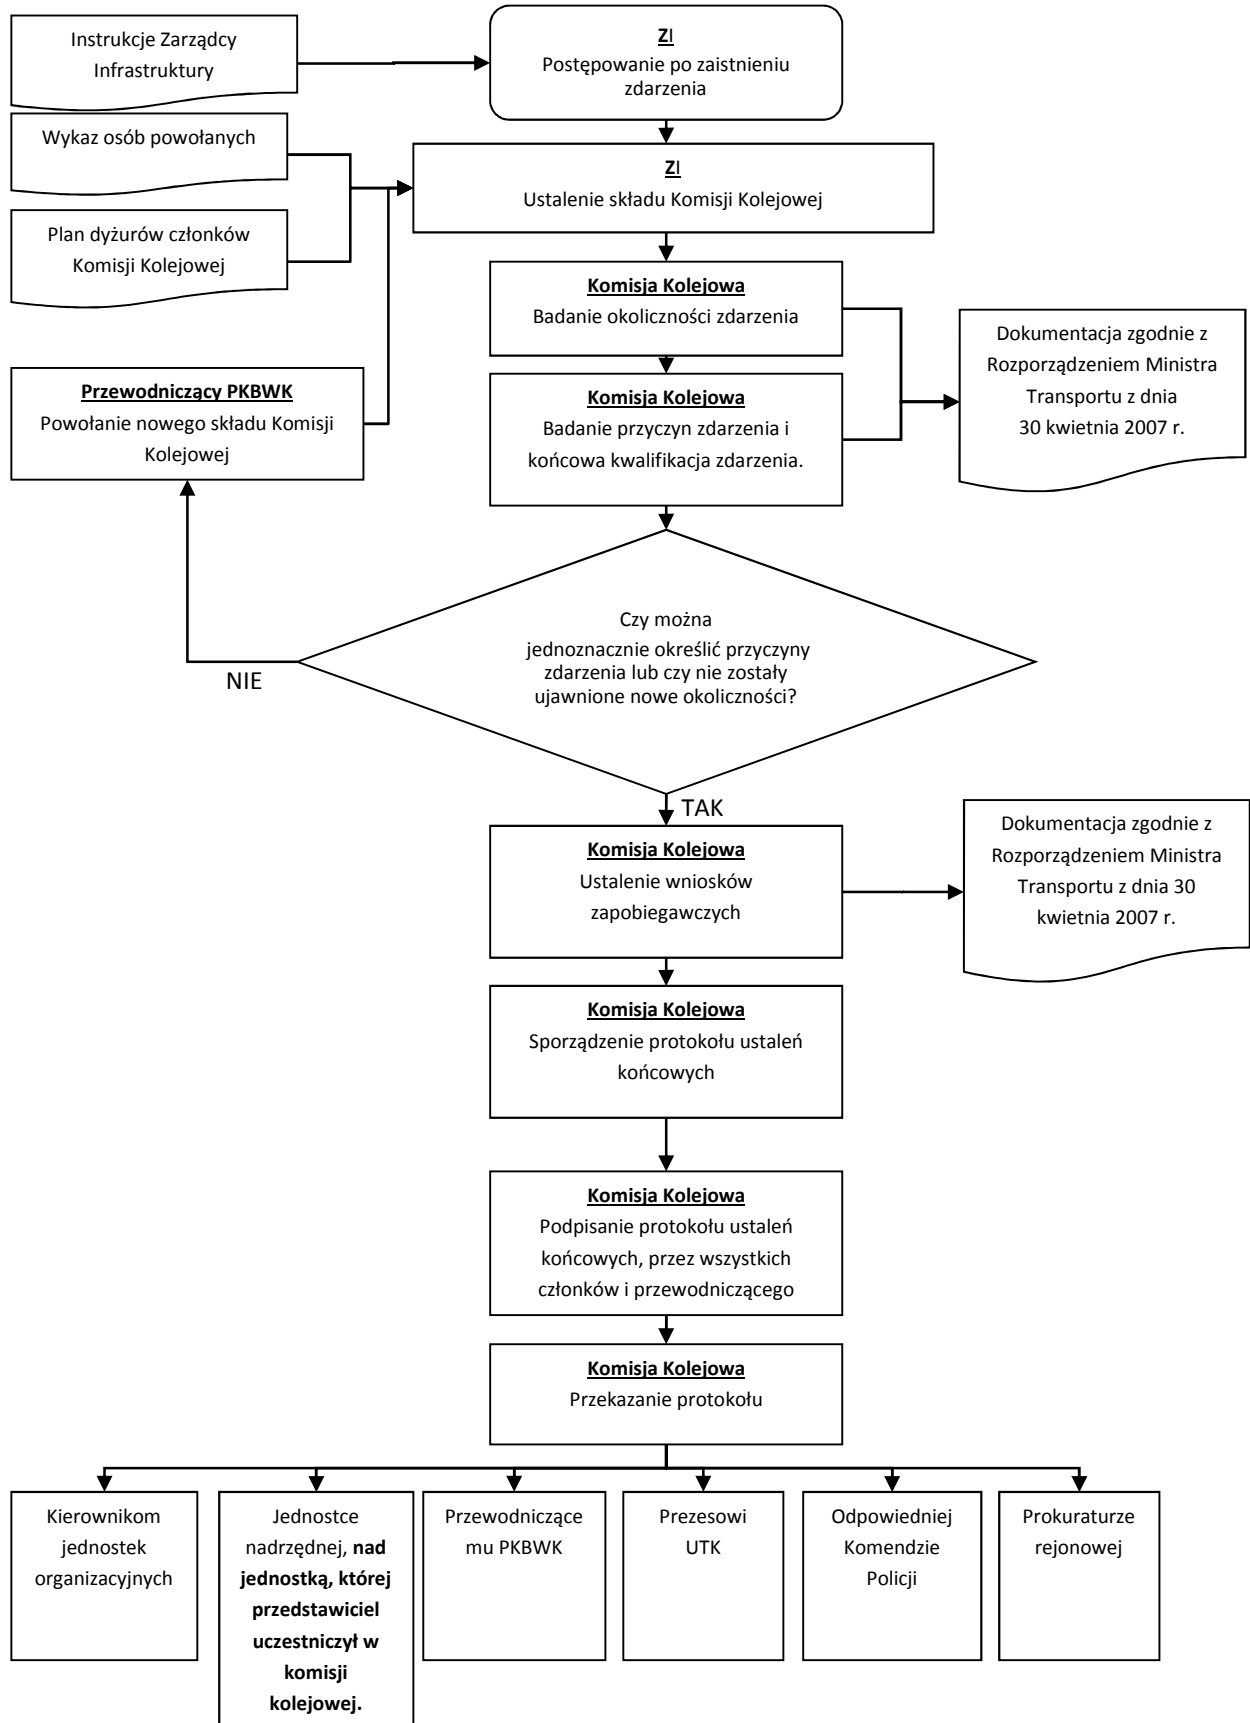 Instrukcje Zarządcy
Infrastruktury
ZI
Postępowanie po zaistnieniu
zdarzenia
Wykaz osób powołanych
ZI
Ustalenie składu Komisji Kolejowej
Plan dyżurów członków
Komisji Kolejowej
Komisja Kolejowa
Badanie okoliczności zdarzenia
Dokumentacja zgodnie z
Rozporządzeniem Ministra
Transportu z dnia
30 kwietnia 2007 r.
Przewodniczący PKBWK
Powołanie nowego składu Komisji
Kolejowej
Komisja Kolejowa
Badanie przyczyn zdarzenia i
końcowa kwalifikacja zdarzenia.
Czy można
jednoznacznie określić przyczyny
zdarzenia lub czy nie zostały
ujawnione nowe okoliczności?
NIE
TAK
Komisja Kolejowa
Ustalenie wniosków
zapobiegawczych
Dokumentacja zgodnie z
Rozporządzeniem Ministra
Transportu z dnia 30
kwietnia 2007 r.
Komisja Kolejowa
Sporządzenie protokołu ustaleń
końcowych
Komisja Kolejowa
Podpisanie protokołu ustaleń
końcowych, przez wszystkich
członków i przewodniczącego
Komisja Kolejowa
Przekazanie protokołu
Kierownikom
jednostek
organizacyjnych
Jednostce
nadrzędnej, nad
jednostką, której
przedstawiciel
uczestniczył w
komisji
kolejowej.
Przewodniczące
mu PKBWK
Prezesowi
UTK
Odpowiedniej
Komendzie
Policji
Prokuraturze
rejonowej